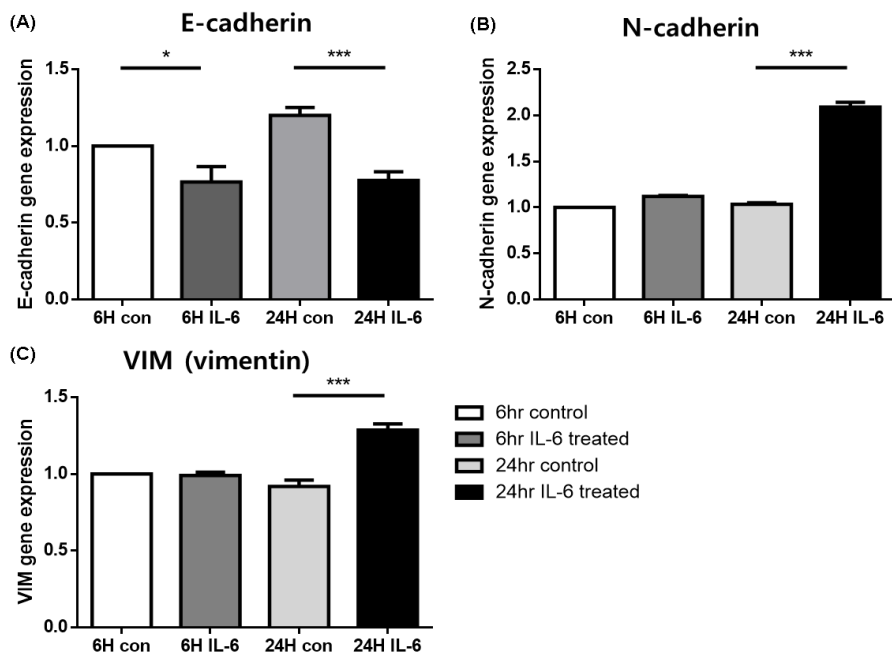 (A)
E-cadherin
E-cadherin gene expression
1.5
1.0
0.5
0.0
*
***
6H con
6H IL-6
24H con
24H IL-6
(B)
N-cadherin
N-cadherin gene expression
2.5
2.0
1.5
1.0
0.5
0.0
***
6H con
6H IL-6
24H con
24H IL-6
(C)
VIM (vimentin)
VIM gene expression
1.5
1.0
0.5
0.0
***
6H con
6H IL-6
24H con
24H IL-6
6hr control
6hr IL-6 treated
24hr control
24hr IL-6 treated